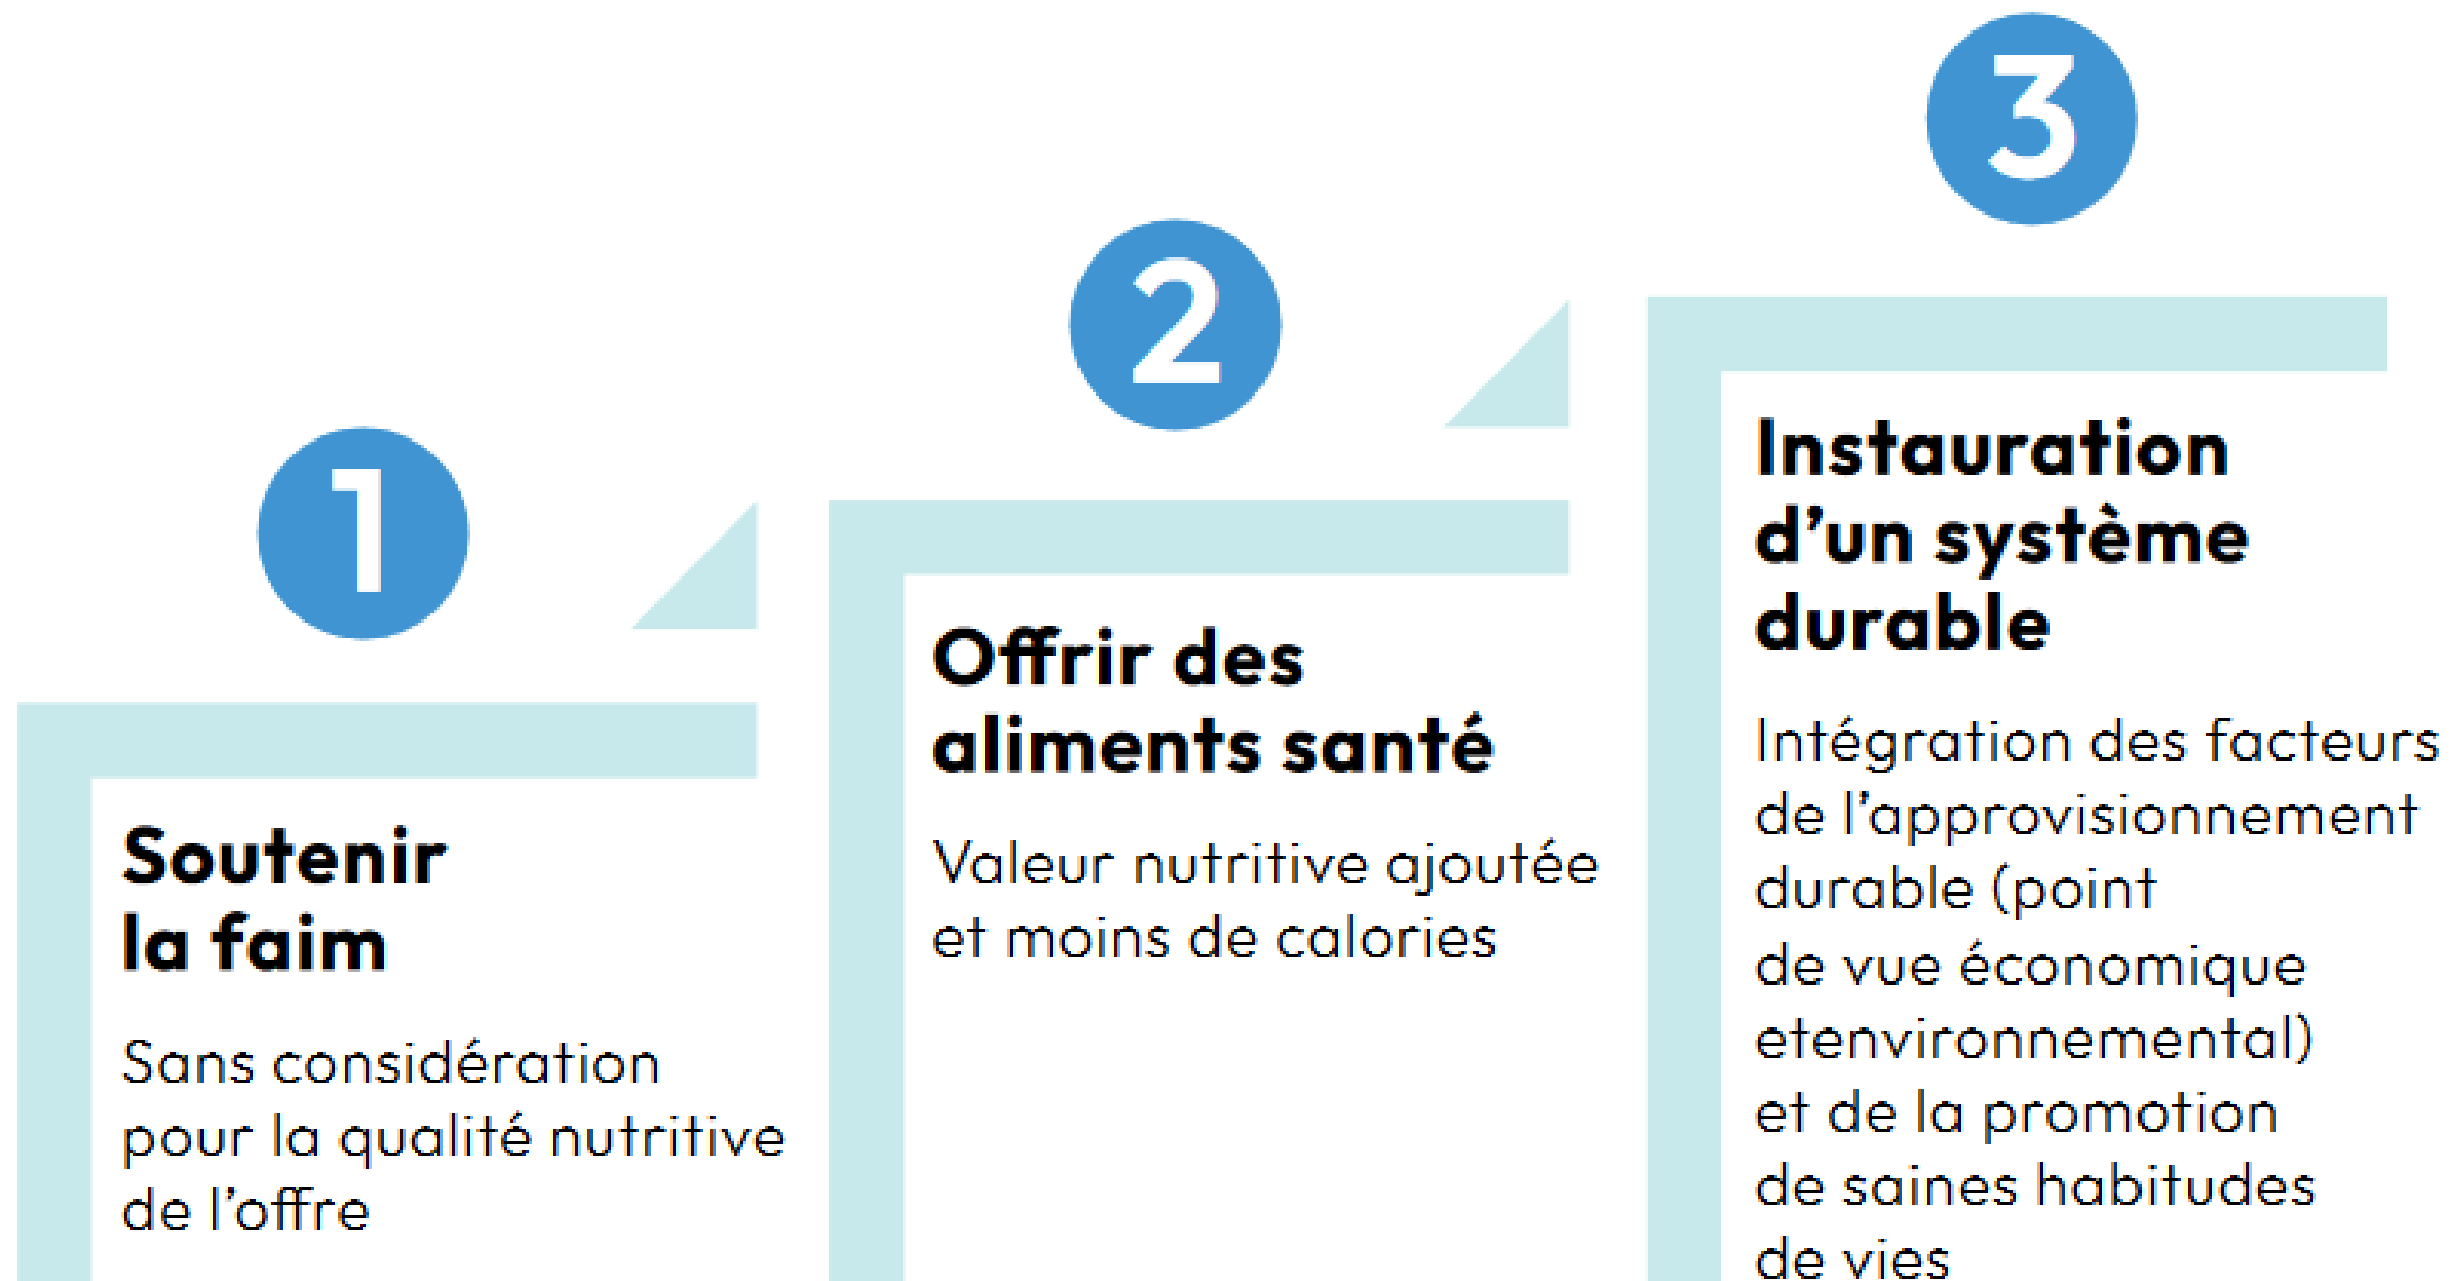 1
Soutenir
la faim
Sans considération
pour la qualité nutritive
de l’offre
2
Offrir des
aliments santé
Valeur nutritive ajoutée
et moins de calories
3
Instauration
d’un système
durable
Intégration des facteurs
de l’approvisionnement
durable (point
de vue économique
etenvironnemental)
et de la promotion
de saines habitudes
de vies